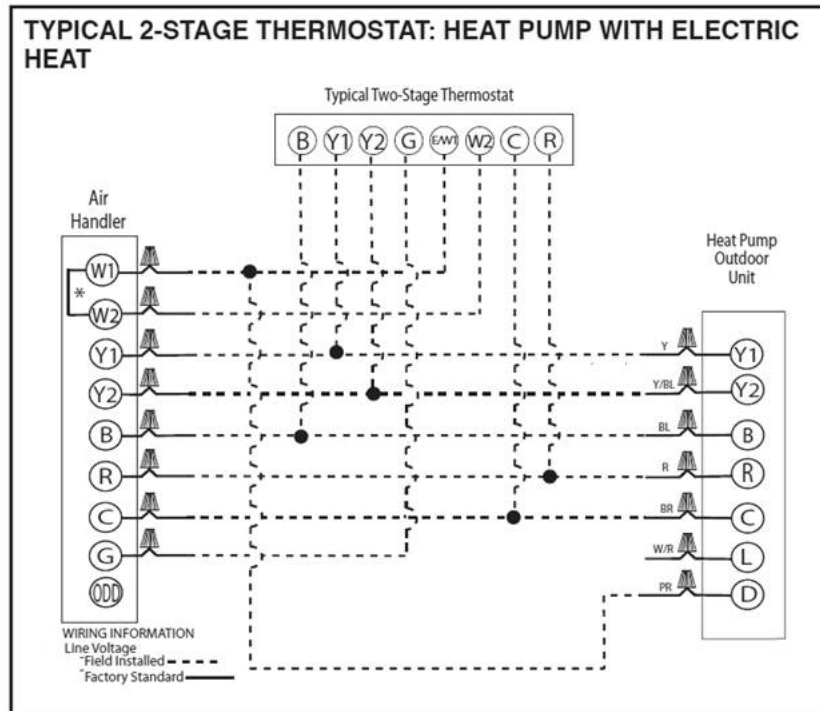 TYPICAL 2-STAGE THERMOSTAT: HEAT PUMP WITH ELECTRIC
HEAT
Typical Two-Stage Thermostat
B Y1 Y2 G E/W1 W2 C R
Air
Handler
W1
*
W2
Y1
Y2
B
R
C
G
ODD
Heat Pump
Outdoor
Unit
Y Y1
Y/BL Y2
BL B
R R
BR C
W/R L
PR D
WIRING INFORMATION
Line Voltage
-Field Installed
-Factory Standard